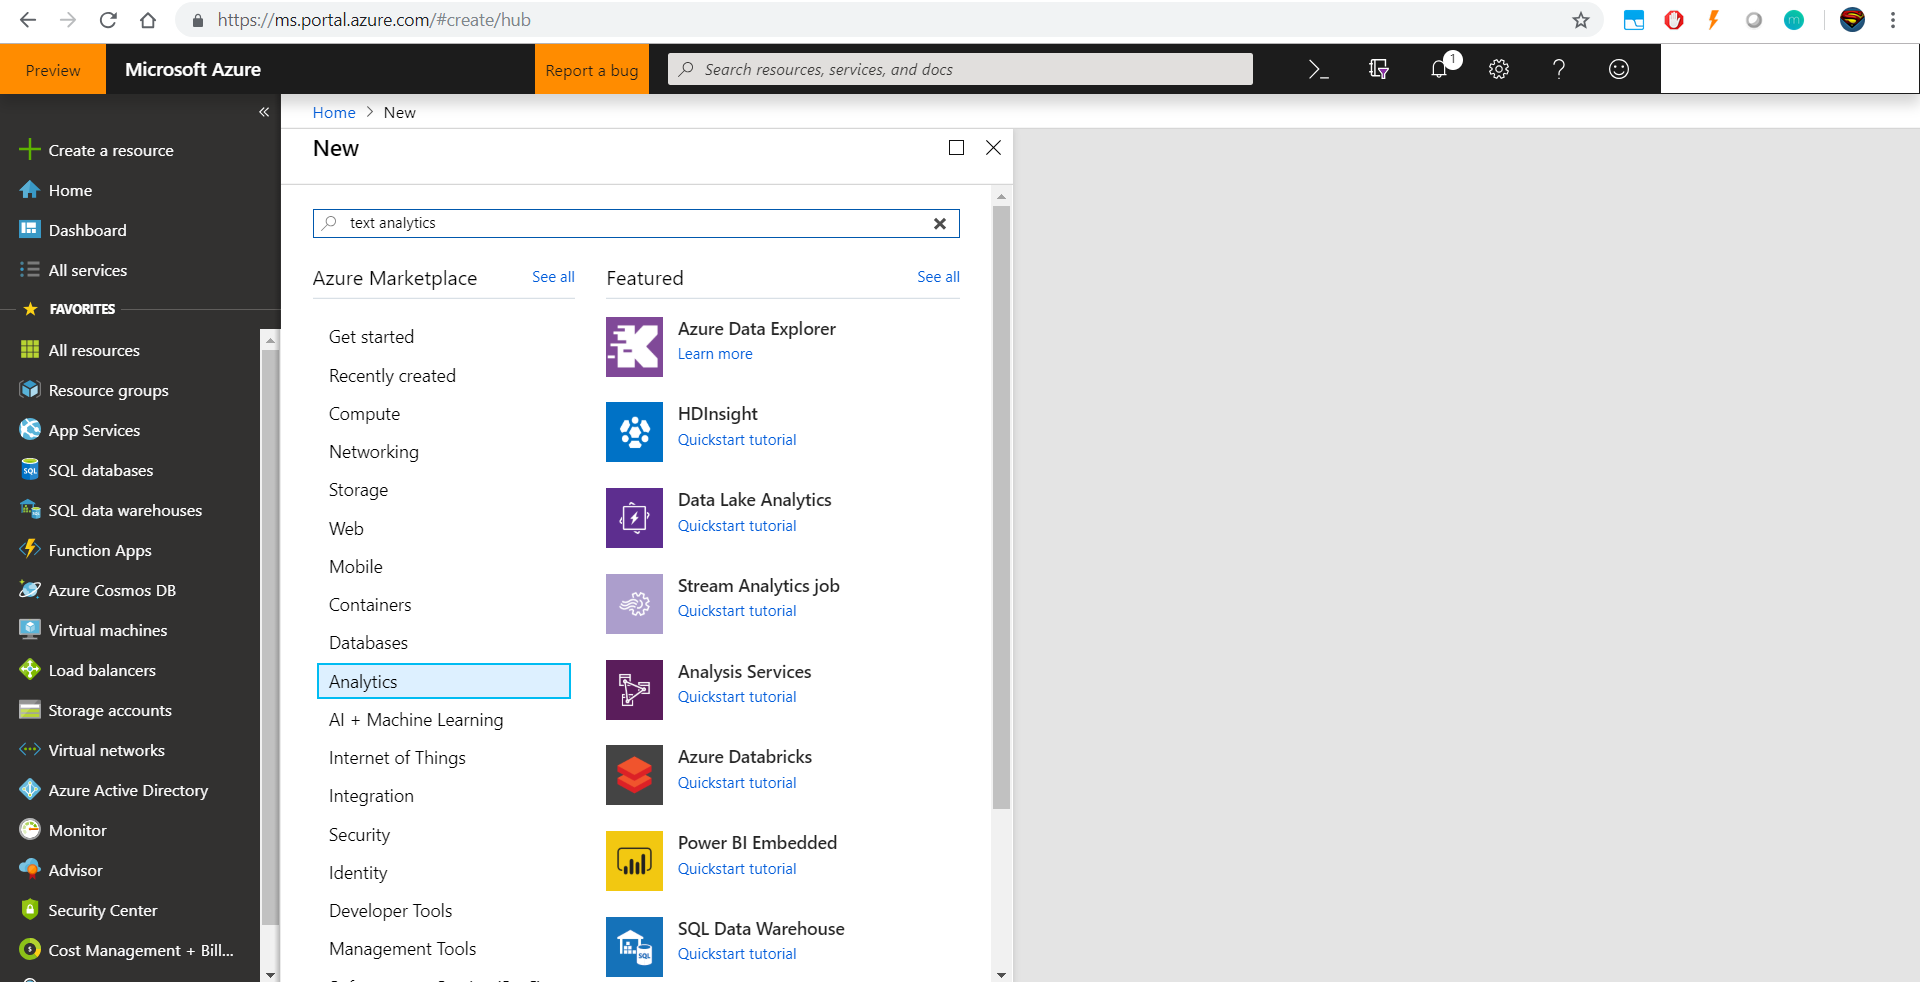 https://ms.portal.azure.com/#create/hub
m
Preview
Microsoft Azure
Report a bug
Search resources, services, and docs
1
Create a resource
Home
Dashboard
All services
FAVORITES
All resources
Resource groups
App Services
SQL databases
SQL data warehouses
Function Apps
Azure Cosmos DB
Virtual machines
Load balancers
Storage accounts
Virtual networks
Azure Active Directory
Monitor
Advisor
Security Center
Cost Management + Bill...
Home > New
New
text analytics
Azure Marketplace See all
Get started
Recently created
Compute
Networking
Storage
Web
Mobile
Containers
Databases
Analytics
AI + Machine Learning
Internet of Things
Integration
Security
Identity
Developer Tools
Management Tools
Featured See all
Azure Data Explorer
Learn more
HDInsight
Quickstart tutorial
Data Lake Analytics
Quickstart tutorial
Stream Analytics job
Quickstart tutorial
Analysis Services
Quickstart tutorial
Azure Databricks
Quickstart tutorial
Power BI Embedded
Quickstart tutorial
SQL Data Warehouse
Quickstart tutorial